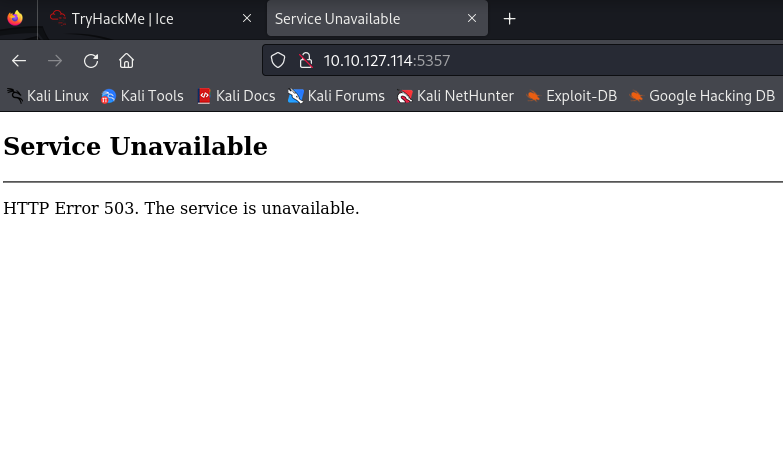 TryHackMe | Ice
Service Unavailable
10.10.127.114:5357
Kali Linux Kali Tools Kali Docs Kali Forums Kali NetHunter Exploit-DB Google Hacking DB
Service Unavailable
HTTP Error 503. The service is unavailable.